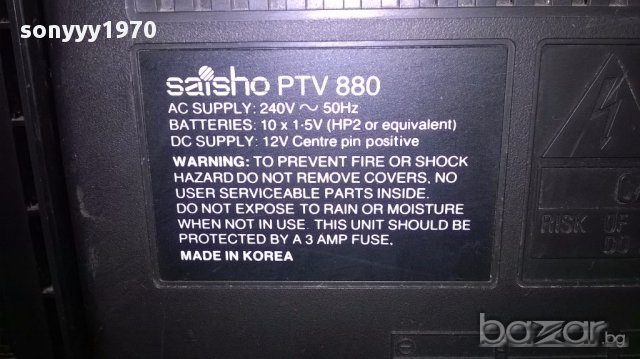 sonyyy1970
saisho PTV 880
AC SUPPLY: 240V ~ 50Hz
BATTERIES: 10 x 1·5V (HP2 or equivalent)
DC SUPPLY: 12V Centre pin positive
WARNING: TO PREVENT FIRE OR SHOCK
HAZARD DO NOT REMOVE COVERS, NO
USER SERVICEABLE PARTS INSIDE.
DO NOT EXPOSE TO RAIN OR MOISTURE
WHEN NOT IN USE. THIS UNIT SHOULD BE
PROTECTED BY A 3 AMP FUSE.
MADE IN KOREA
RISK OF
DO
bazar.bg